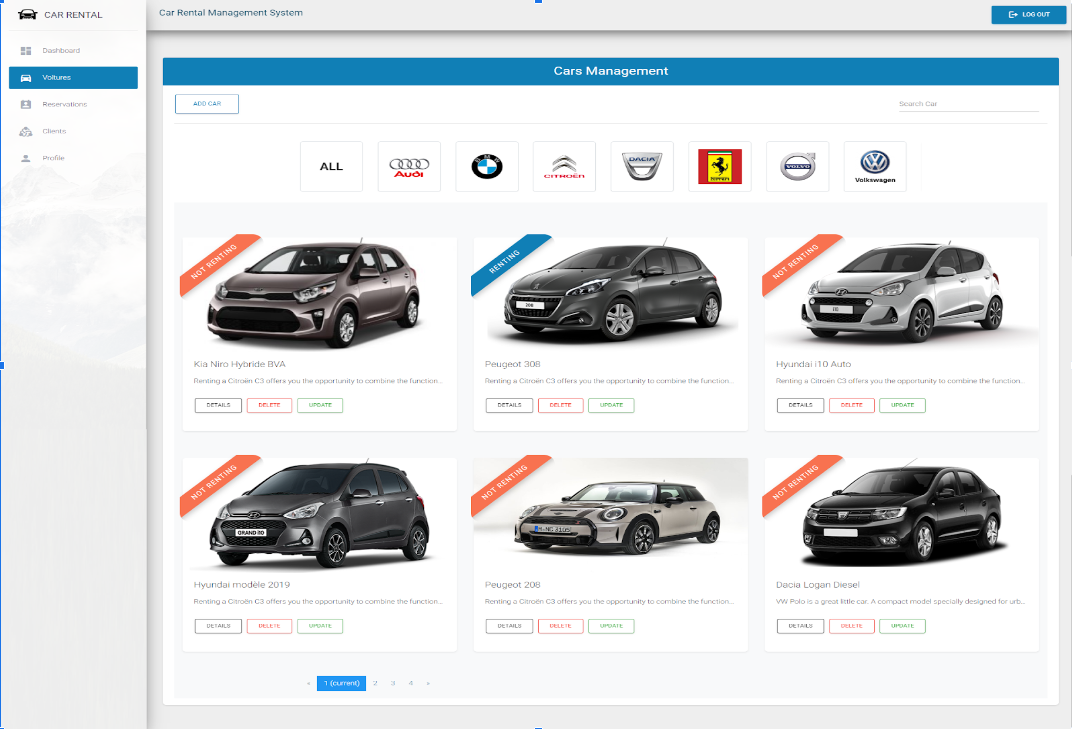 CAR RENTAL
Car Rental Management System
LOG OUT
Dashboard
Voitures
Reservations
Clients
Profile
Cars Management
ADD CAR
Search Car
ALL
Audi
BMW
CITROËN
DACIA
Ferrari
VOLVO
Volkswagen
NOT RENTING
RENTING
NOT RENTING
208
i10
Kia Niro Hybride BVA
Peugeot 308
Hyundai i10 Auto
Renting a Citroën C3 offers you the opportunity to combine the function...
Renting a Citroën C3 offers you the opportunity to combine the function...
Renting a Citroën C3 offers you the opportunity to combine the function...
DETAILS DELETE UPDATE
DETAILS DELETE UPDATE
DETAILS DELETE UPDATE
NOT RENTING
NOT RENTING
NOT RENTING
GRAND i10
Hyundai modèle 2019
Peugeot 208
Dacia Logan Diesel
Renting a Citroën C3 offers you the opportunity to combine the function...
Renting a Citroën C3 offers you the opportunity to combine the function...
VW Polo is a great little car. A compact model specially designed for urb...
DETAILS DELETE UPDATE
DETAILS DELETE UPDATE
DETAILS DELETE UPDATE
« 1 (current) 2 3 4 »